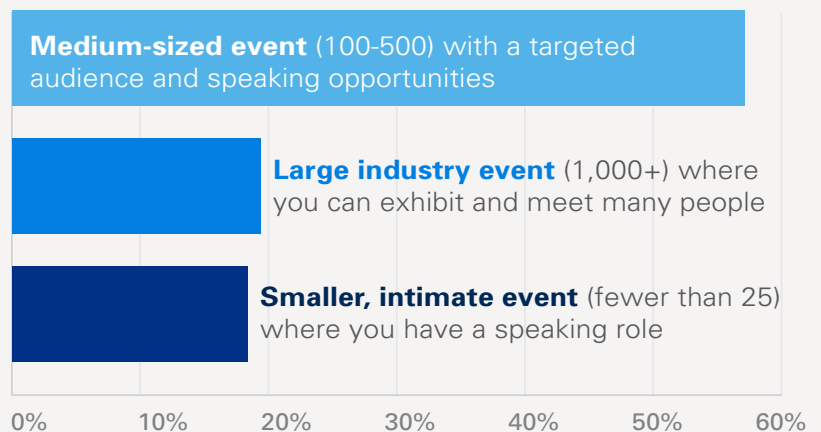 Medium-sized event (100-500) with a targeted
audience and speaking opportunities
Large industry event (1,000+) where
you can exhibit and meet many people
Smaller, intimate event (fewer than 25)
where you have a speaking role
0% 10% 20% 30% 40% 50% 60%